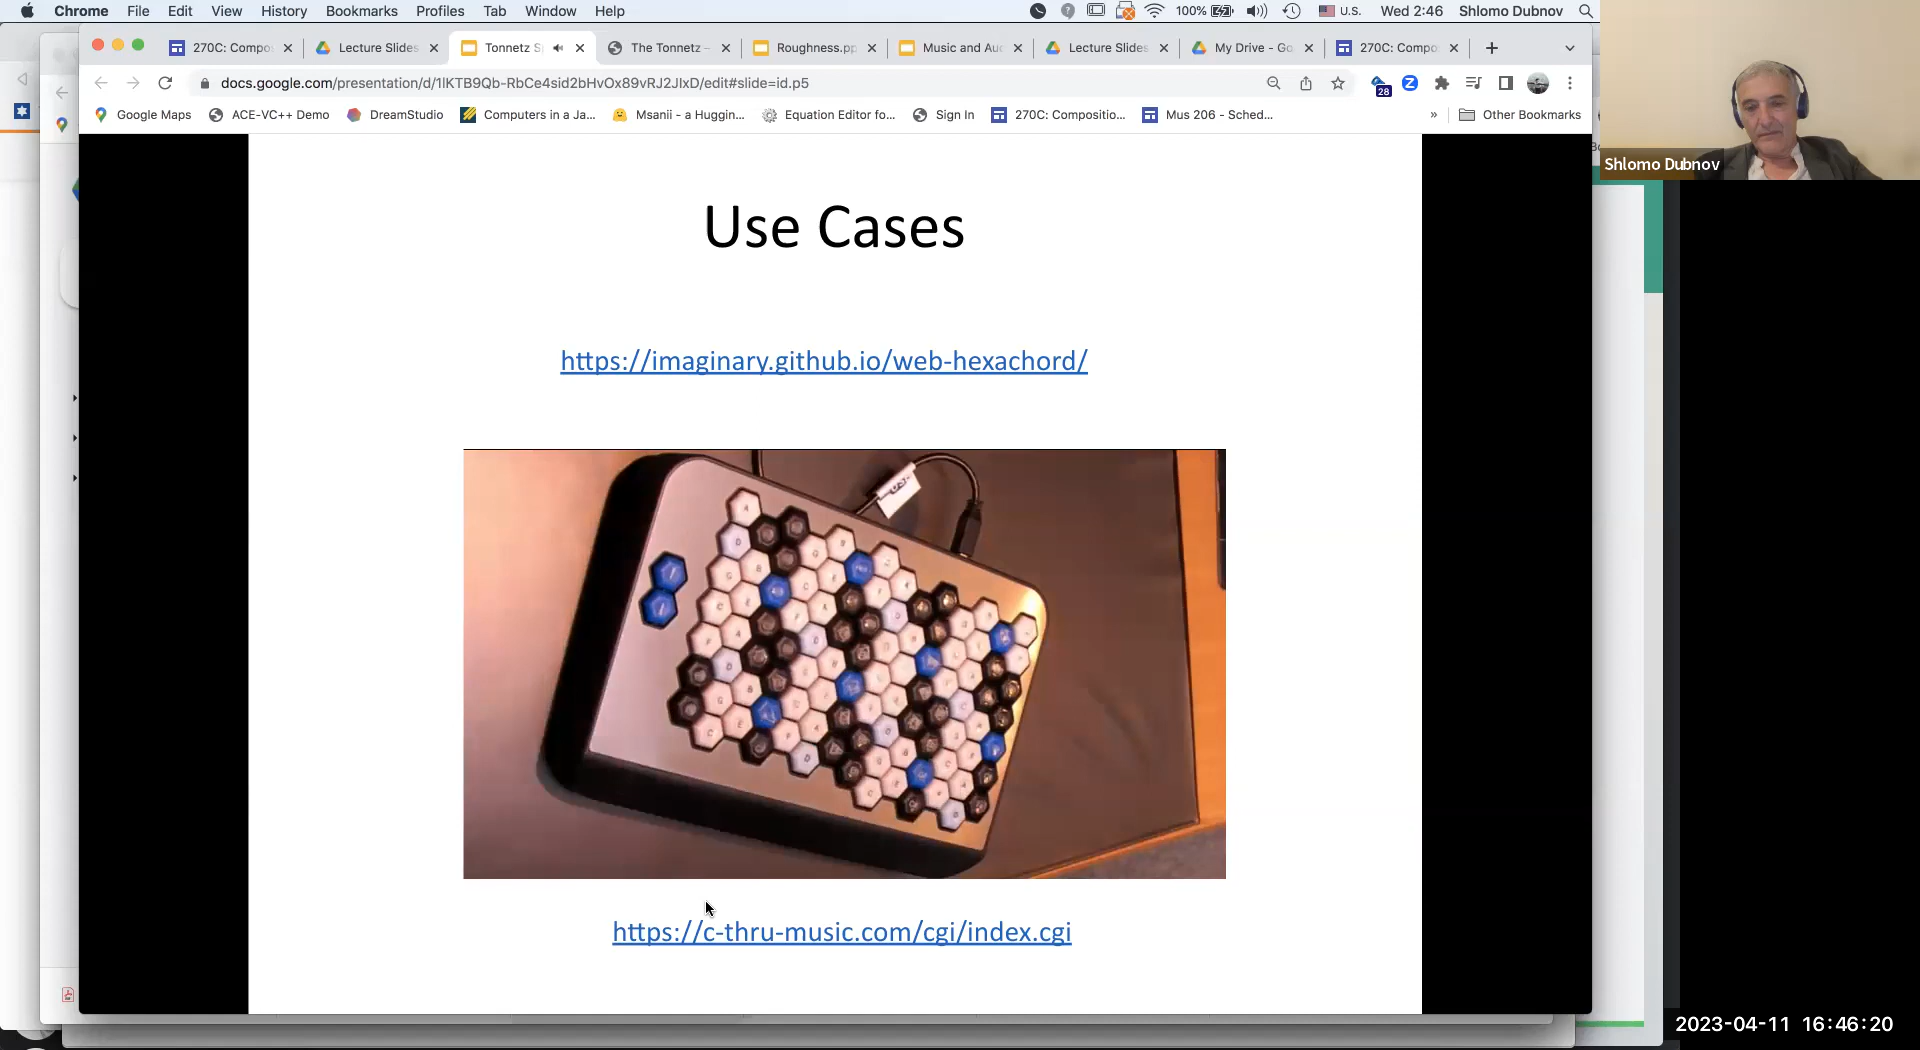 Chrome File Edit View History Bookmarks Profiles Tab Window Help 100% U.S. Wed 2:46 Shlomo Dubnov
270C: Compo Lecture Slides Tonnetz S The Tonnetz – Roughness.pp Music and Au Lecture Slides My Drive - Go 270C: Compo
docs.google.com/presentation/d/1lKTB9Qb-RbCe4sid2bHvOx89vRJ2JlxD/edit#slide=id.p5 28
Google Maps ACE-VC++ Demo DreamStudio Computers in a Ja... Msanii - a Huggin... Equation Editor fo... Sign In 270C: Compositio... Mus 206 - Sched... » Other Bookmarks
Shlomo Dubnov
Use Cases
https://imaginary.github.io/web-hexachord/
https://c-thru-music.com/cgi/index.cgi
2023-04-11 16:46:20